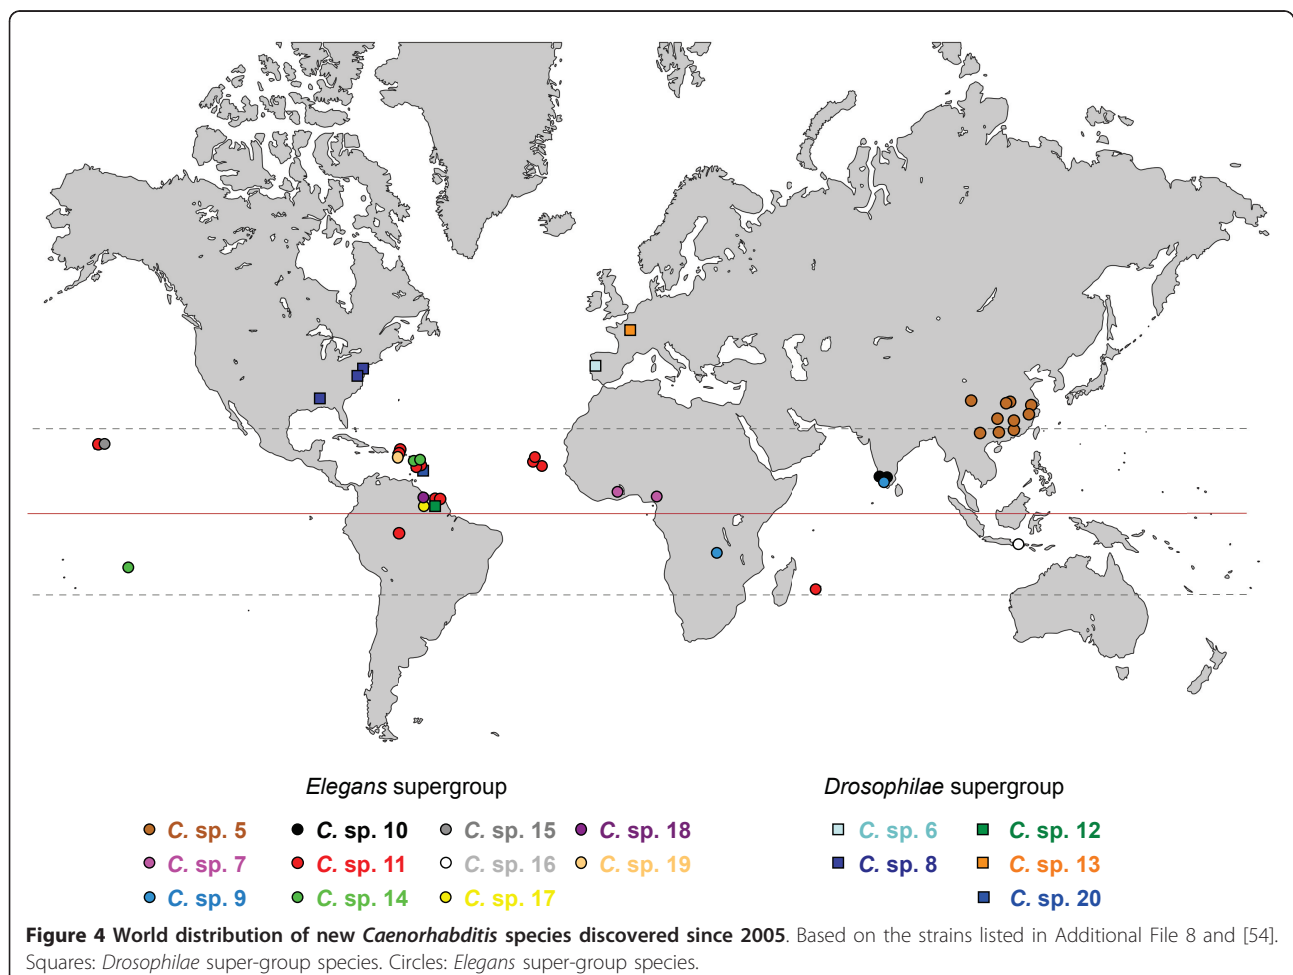 Elegans supergroup Drosophilae supergroup
C. sp. 5 C. sp. 10 C. sp. 15 C. sp. 18 C. sp. 6 C. sp. 12
C. sp. 7 C. sp. 11 C. sp. 16 C. sp. 19 C. sp. 8 C. sp. 13
C. sp. 9 C. sp. 14 C. sp. 17 C. sp. 20
Figure 4 World distribution of new Caenorhabditis species discovered since 2005. Based on the strains listed in Additional File 8 and [54].
Squares: Drosophilae super-group species. Circles: Elegans super-group species.